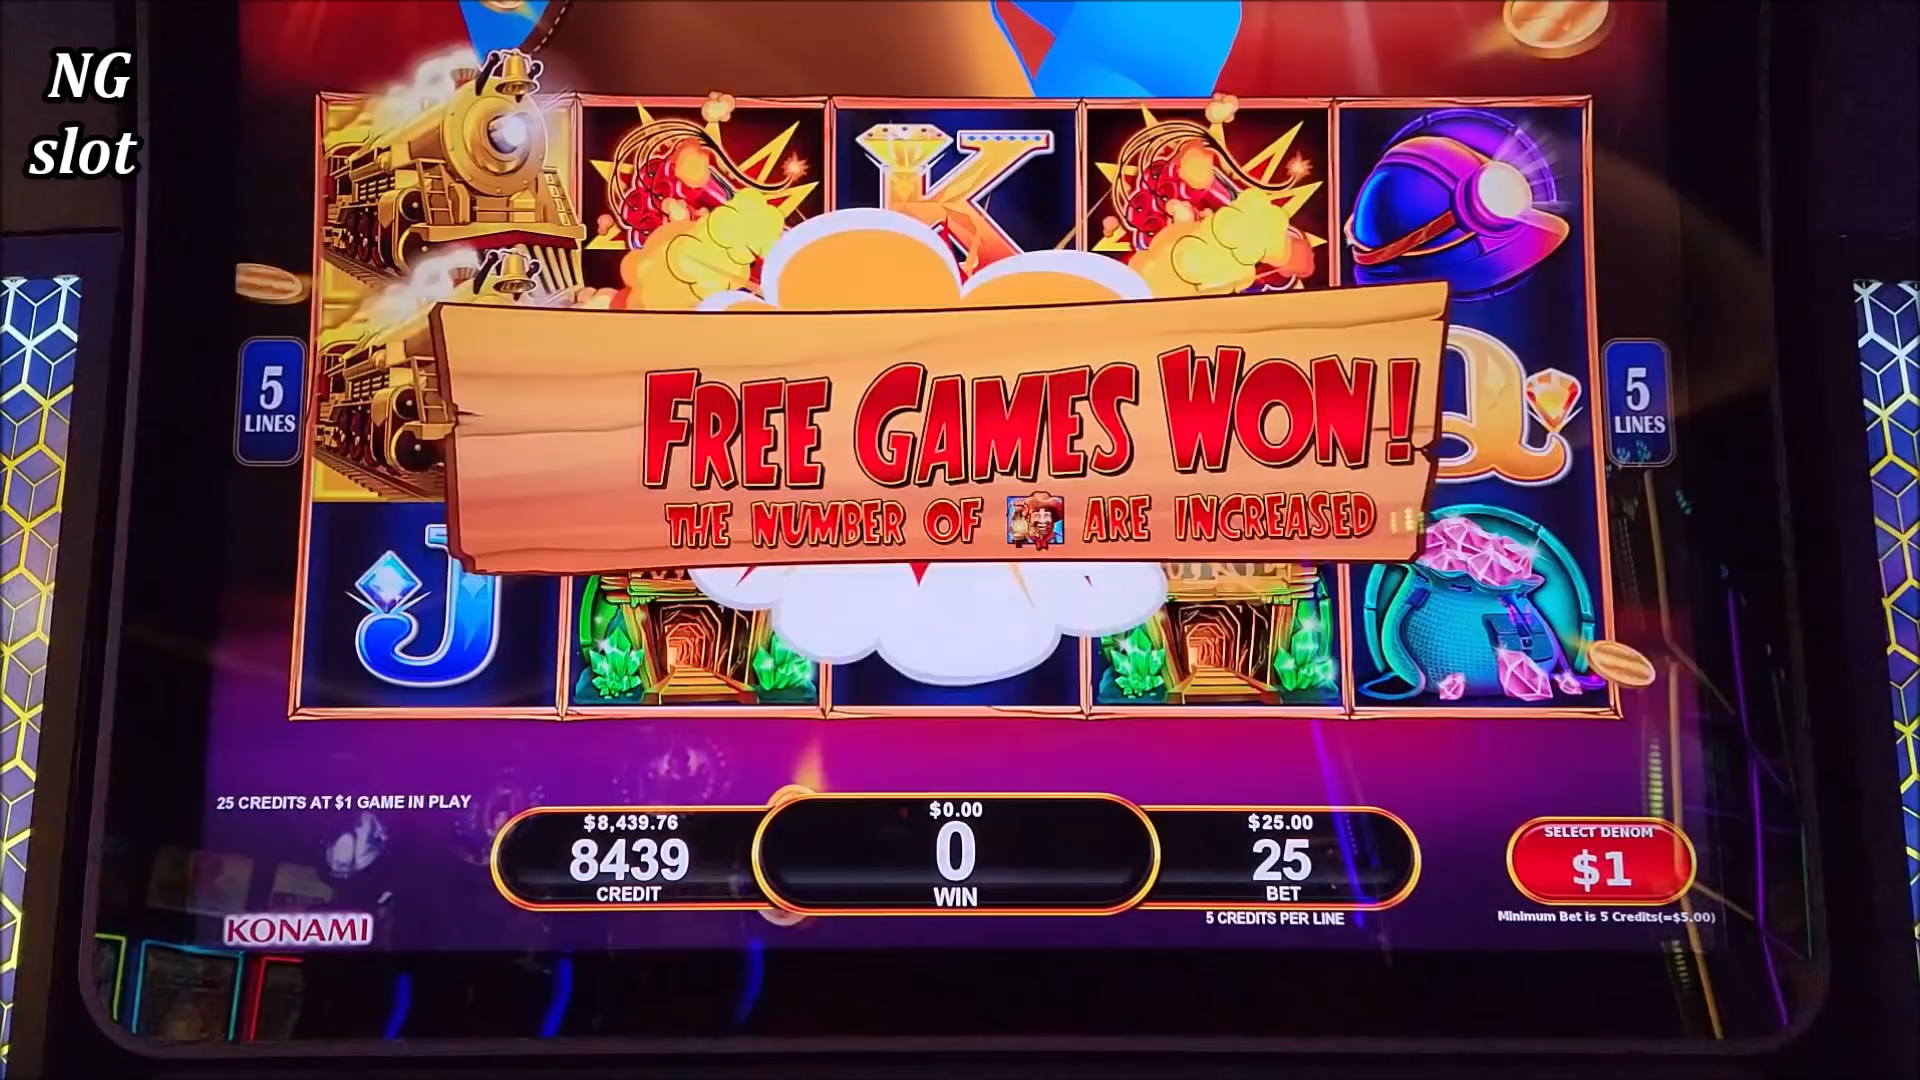 NG
slot
K
FREE GAMES WON!
THE NUMBER OF ARE INCREASED
5
LINES
5
LINES
Q
J
25 CREDITS AT $1 GAME IN PLAY
$8,439.76
8439
CREDIT
$0.00
0
WIN
$25.00
25
BET
5 CREDITS PER LINE
SELECT DENOM
$1
Minimum Bet is 5 Credits(=$5.00)
KONAMI